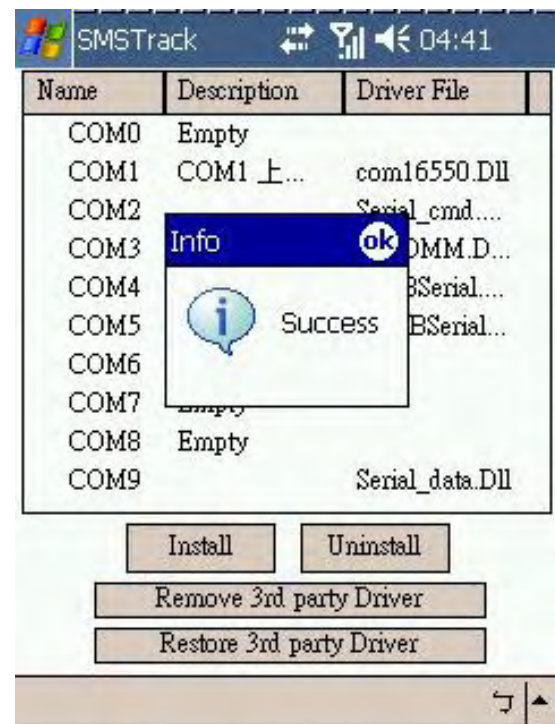 SMSTrack 04:41
Name Description Driver File
COM0 Empty
COM1 COM1 上... com16550.Dll
COM2 Serial_cmd....
COM3 OMM.D...
COM4 BSerial....
COM5 BSerial...
COM6
COM7 Empty
COM8 Empty
COM9 Serial_data.Dll
Info ok
Success
Install Uninstall
Remove 3rd party Driver
Restore 3rd party Driver
ㄅ